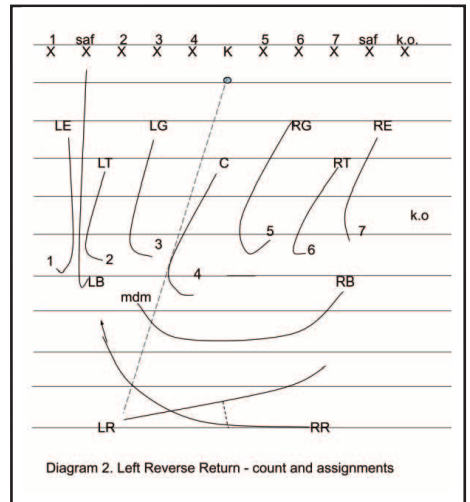 1 saf 2 3 4 5 6 7 saf k.o.
X X X X X K X X X X X
LE LG RG RE
LT C RT
k.o
5 7
1 2 3 6
LB 4 RB
mdm
LR RR
Diagram 2. Left Reverse Return - count and assignments